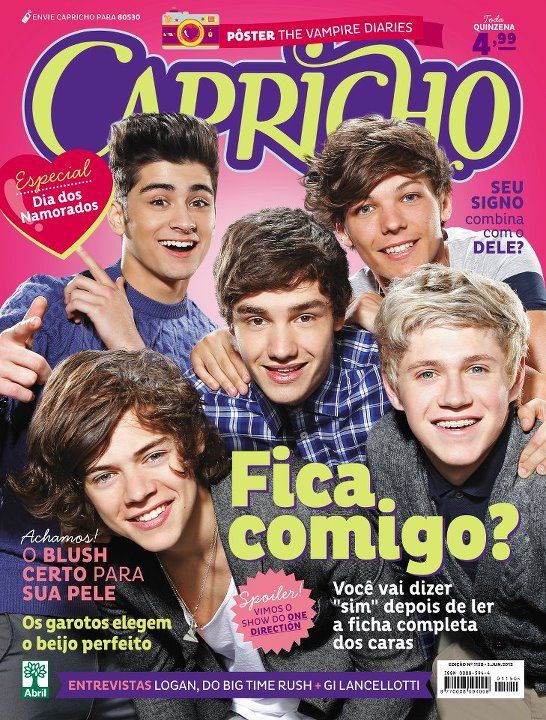 ENVIE CAPRICHO PARA 80530
PÔSTER THE VAMPIRE DIARIES
Toda
QUINZENA
4,99
CAPRICHO
Especial
Dia dos
Namorados
SEU
SIGNO
combina
com o
DELE?
Fica
comigo?
Achamos!
O BLUSH
CERTO PARA
SUA PELE
Os garotos elegem
o beijo perfeito
Spoiler!
VIMOS O
SHOW DO ONE
DIRECTION
Você vai dizer
"sim" depois de ler
a ficha completa
dos caras
Abril
ENTREVISTAS LOGAN, DO BIG TIME RUSH + GI LANCELLOTTI